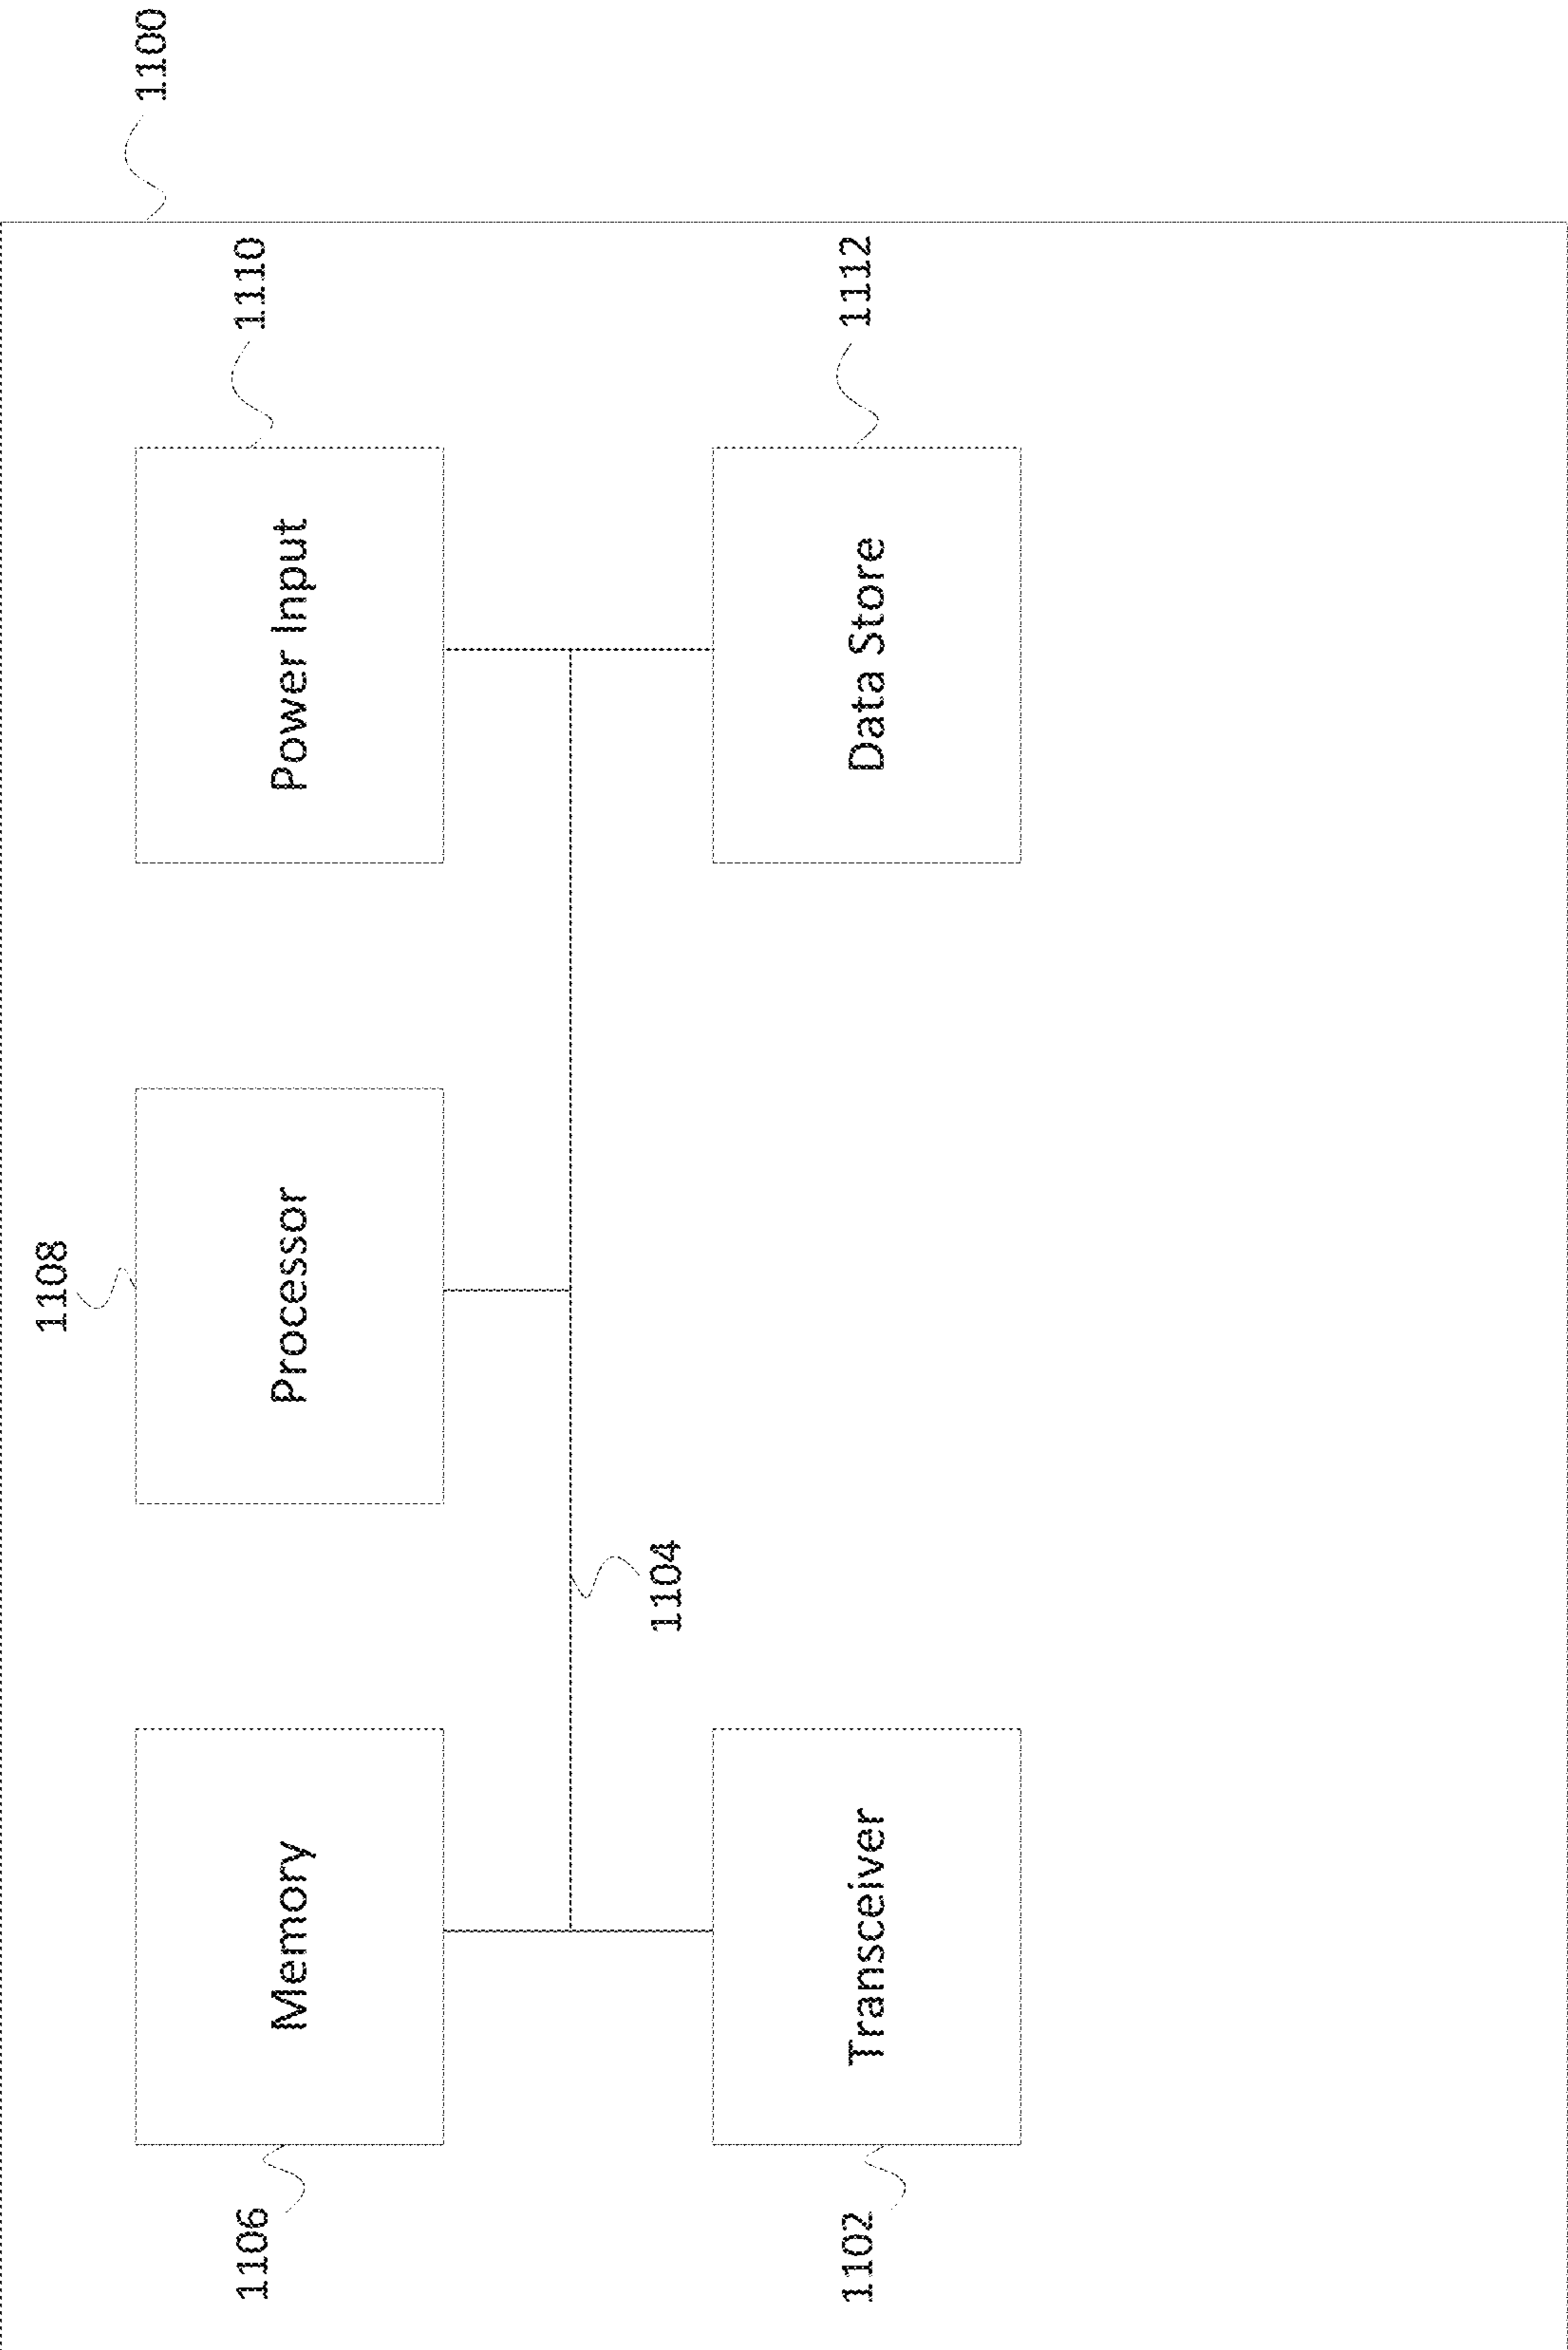 1100
1108
1106
Memory
Processor
Power Input
1110
1104
1102
Transceiver
Data Store
1112